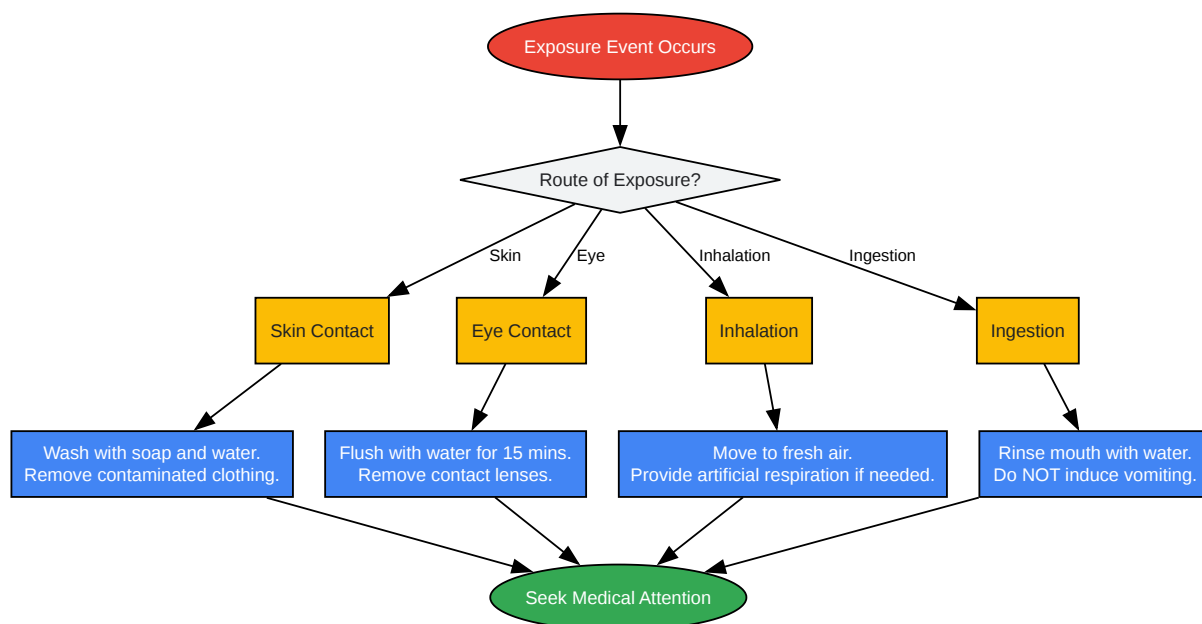 Exposure Event Occurs
Route of Exposure?
Skin
Eye
Inhalation
Ingestion
Skin Contact
Eye Contact
Inhalation
Ingestion
Wash with soap and water.
Remove contaminated clothing.
Flush with water for 15 mins.
Remove contact lenses.
Move to fresh air.
Provide artificial respiration if needed.
Rinse mouth with water.
Do NOT induce vomiting.
Seek Medical Attention